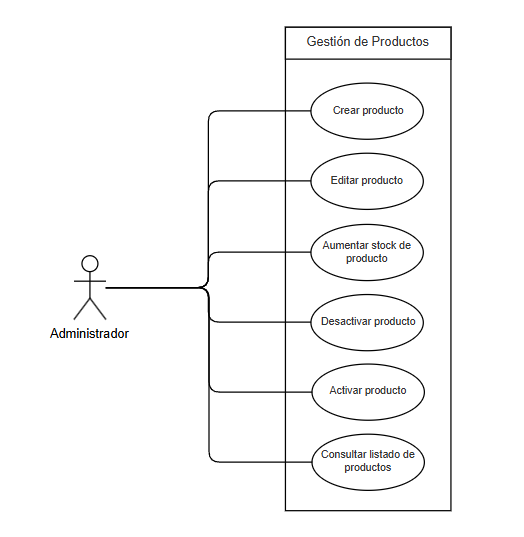 Gestión de Productos
Crear producto
Editar producto
Aumentar stock de
producto
Administrador
Desactivar producto
Activar producto
Consultar listado de
productos